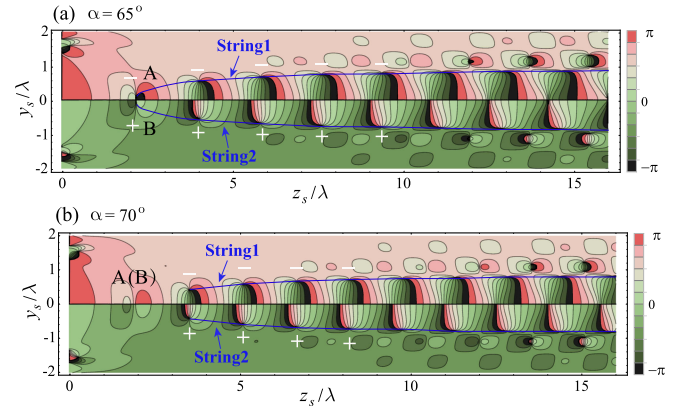 (a) α = 65°
π
0
−π
y_s/λ
2
1
0
-1
-2
A
B
String1
String2
− − − − −
+ + + + +
0 5 10 15
z_s/λ
(b) α = 70°
π
0
−π
y_s/λ
2
1
0
-1
-2
A(B)
String1
String2
− − − −
+ + + +
0 5 10 15
z_s/λ